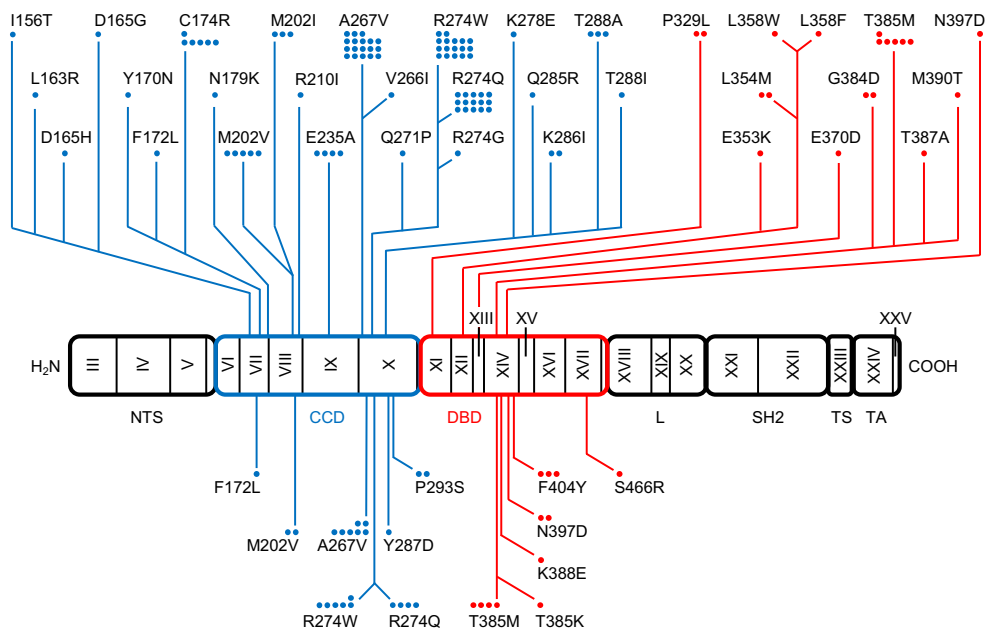 I156T D165G C174R M202I A267V R274W K278E T288A P329L L358W L358F T385M N397D
L163R Y170N N179K R210I V266I R274Q Q285R T288I L354M G384D M390T
D165H F172L M202V E235A Q271P R274G K286I E353K E370D T387A
XIII XV XXV
H₂N III IV V VI VII VIII IX X XI XII XIV XVI XVII XVIII XIX XX XXI XXII XXIII XXIV COOH
NTS CCD DBD L SH2 TS TA
F172L P293S F404Y S466R
M202V A267V Y287D N397D
K388E
R274W R274Q T385M T385K